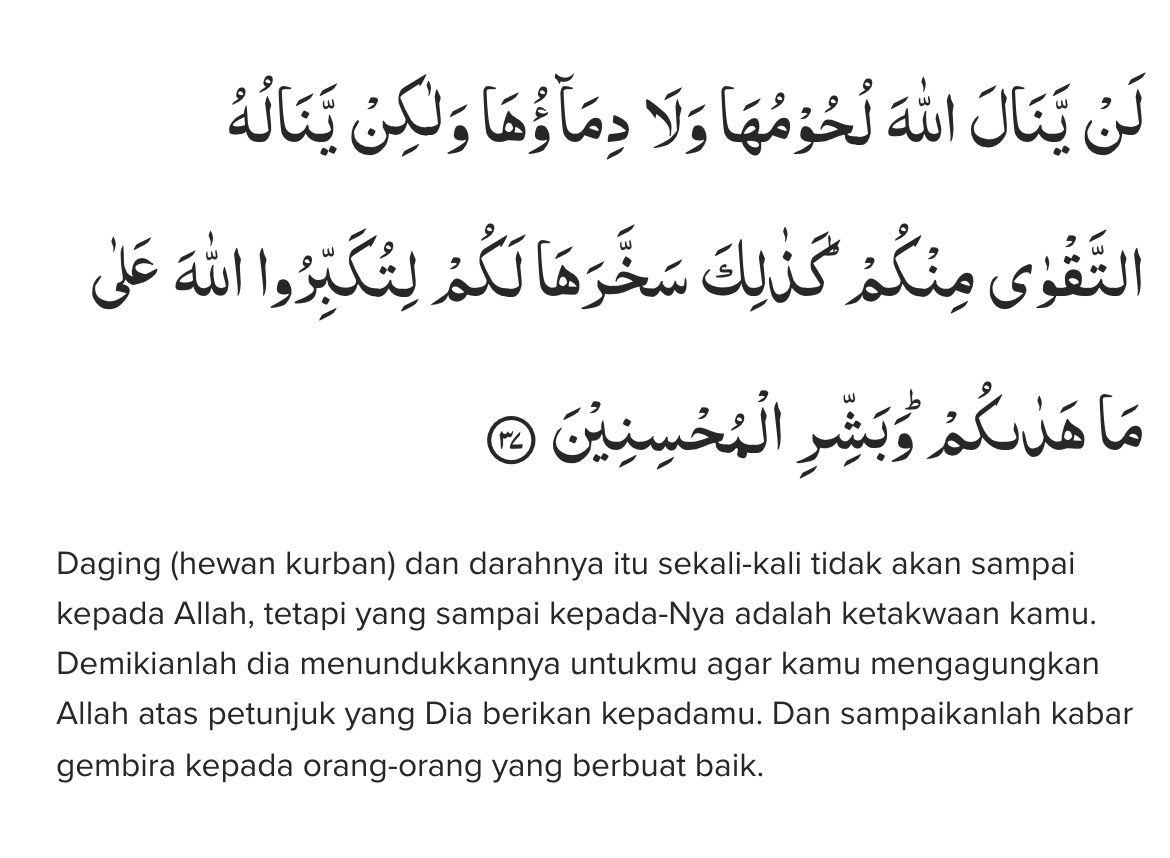 لَنْ يَّنَالَ اللّٰهَ لُحُوْمُهَا وَلَا دِمَاۤؤُهَا وَلٰكِنْ يَّنَالُهُ
التَّقْوٰى مِنْكُمْۗ كَذٰلِكَ سَخَّرَهَا لَكُمْ لِتُكَبِّرُوا اللّٰهَ عَلٰى
مَا هَدٰىكُمْ ۗ وَبَشِّرِ الْمُحْسِنِيْنَ ٣٧
Daging (hewan kurban) dan darahnya itu sekali-kali tidak akan sampai
kepada Allah, tetapi yang sampai kepada-Nya adalah ketakwaan kamu.
Demikianlah dia menundukkannya untukmu agar kamu mengagungkan
Allah atas petunjuk yang Dia berikan kepadamu. Dan sampaikanlah kabar
gembira kepada orang-orang yang berbuat baik.